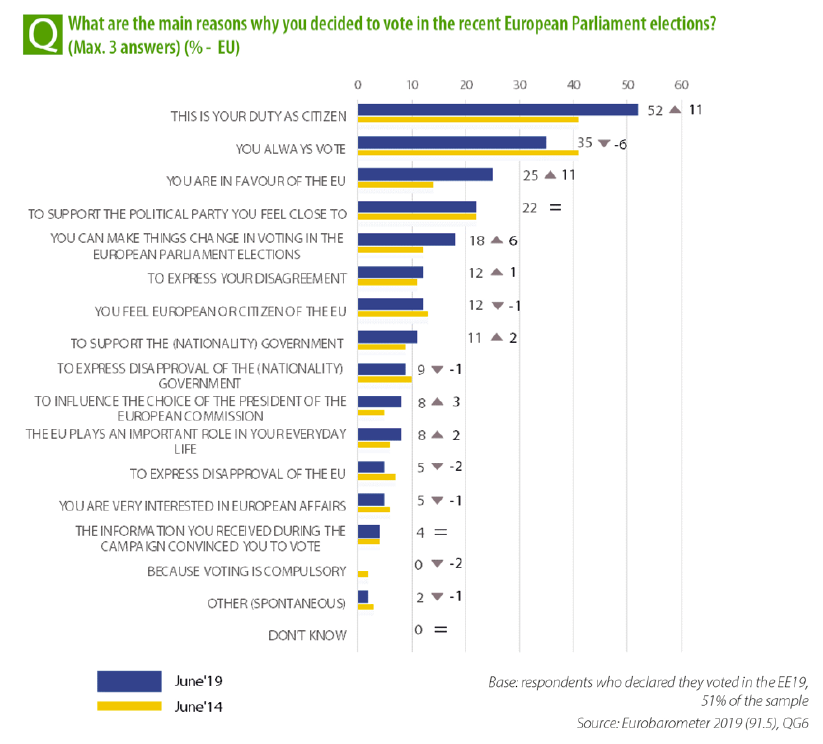 Q What are the main reasons why you decided to vote in the recent European Parliament elections?
(Max. 3 answers) (% - EU)
0 10 20 30 40 50 60
THIS IS YOUR DUTY AS CITIZEN 52 ▲ 11
YOU ALWAYS VOTE 35 ▼ -6
YOU ARE IN FAVOUR OF THE EU 25 ▲ 11
TO SUPPORT THE POLITICAL PARTY YOU FEEL CLOSE TO 22 =
YOU CAN MAKE THINGS CHANGE IN VOTING IN THE
EUROPEAN PARLIAMENT ELECTIONS 18 ▲ 6
TO EXPRESS YOUR DISAGREEMENT 12 ▲ 1
YOU FEEL EUROPEAN OR CITIZEN OF THE EU 12 ▼ -1
TO SUPPORT THE (NATIONALITY) GOVERNMENT 11 ▲ 2
TO EXPRESS DISAPPROVAL OF THE (NATIONALITY)
GOVERNMENT 9 ▼ -1
TO INFLUENCE THE CHOICE OF THE PRESIDENT OF THE
EUROPEAN COMMISSION 8 ▲ 3
THE EU PLAYS AN IMPORTANT ROLE IN YOUR EVERYDAY
LIFE 8 ▲ 2
TO EXPRESS DISAPPROVAL OF THE EU 5 ▼ -2
YOU ARE VERY INTERESTED IN EUROPEAN AFFAIRS 5 ▼ -1
THE INFORMATION YOU RECEIVED DURING THE
CAMPAIGN CONVINCED YOU TO VOTE 4 =
BECAUSE VOTING IS COMPULSORY 0 ▼ -2
OTHER (SPONTANEOUS) 2 ▼ -1
DON'T KNOW 0 =
June'19
June'14
Base: respondents who declared they voted in the EE19,
51% of the sample
Source: Eurobarometer 2019 (91.5), QG6